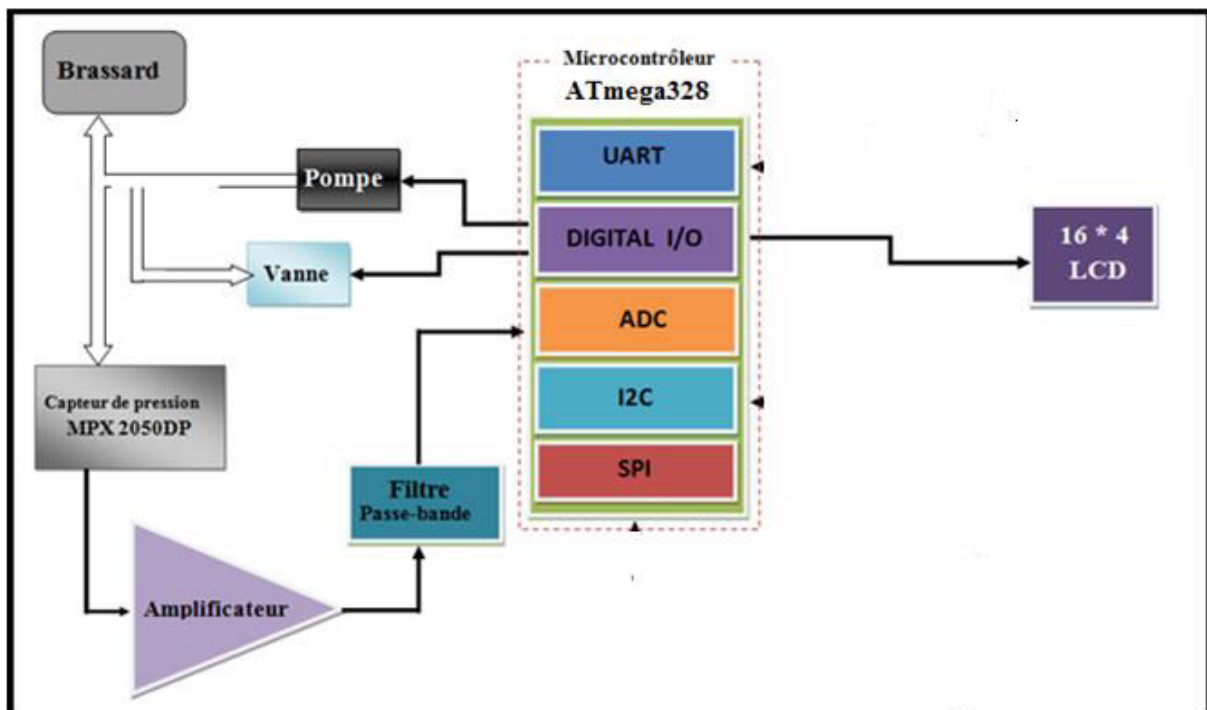 Brassard
Pompe
Vanne
Capteur de pression
MPX 2050DP
Amplificateur
Filtre
Passe-bande
Microcontrôleur
ATmega328
UART
DIGITAL I/O
ADC
I2C
SPI
16 * 4
LCD